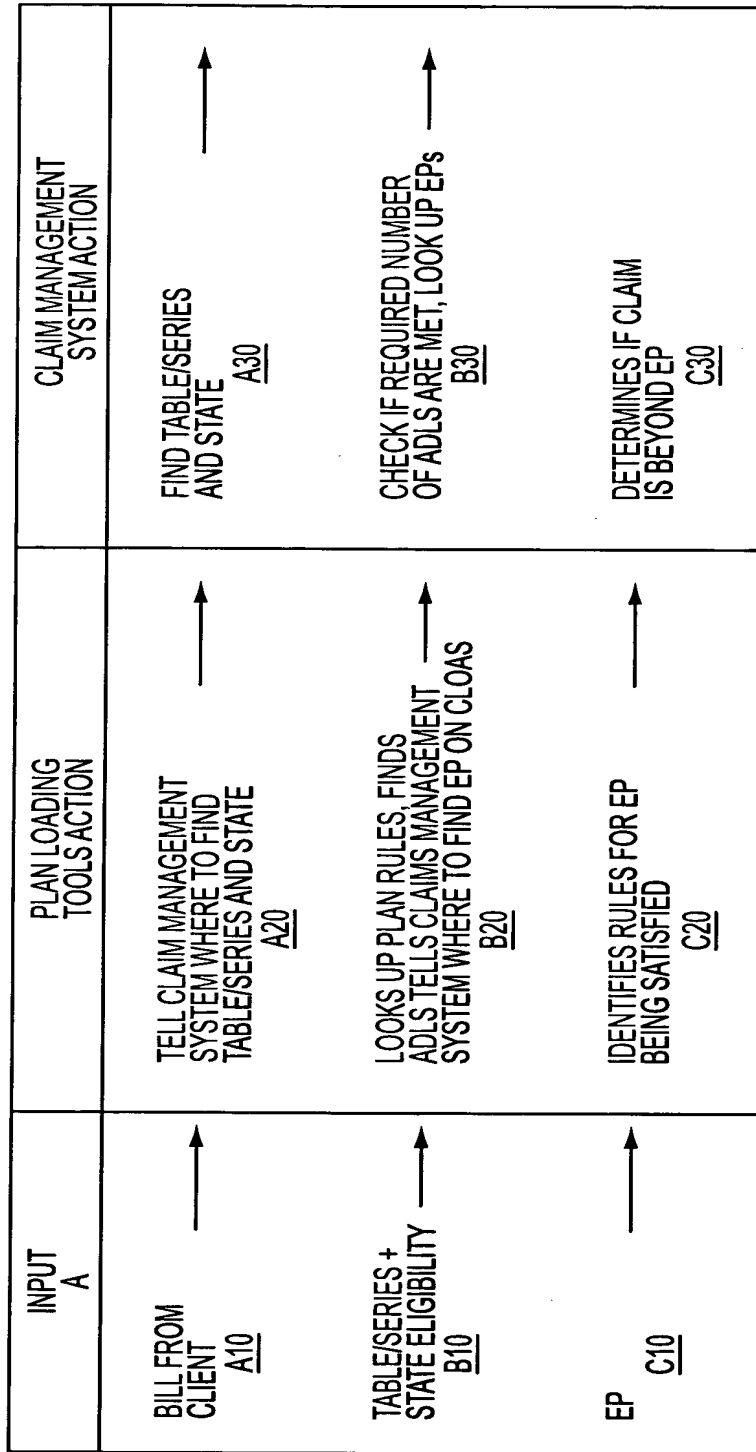 INPUT
A
PLAN LOADING
TOOLS ACTION
CLAIM MANAGEMENT
SYSTEM ACTION
BILL FROM
CLIENT
A10
TELL CLAIM MANAGEMENT
SYSTEM WHERE TO FIND
TABLE/SERIES AND STATE
A20
FIND TABLE/SERIES
AND STATE
A30
TABLE/SERIES +
STATE ELIGIBILITY
B10
LOOKS UP PLAN RULES, FINDS
ADLS TELLS CLAIMS MANAGEMENT
SYSTEM WHERE TO FIND EP ON CLOAS
B20
CHECK IF REQUIRED NUMBER
OF ADLS ARE MET, LOOK UP EPs
B30
EP
C10
IDENTIFIES RULES FOR EP
BEING SATISFIED
C20
DETERMINES IF CLAIM
IS BEYOND EP
C30